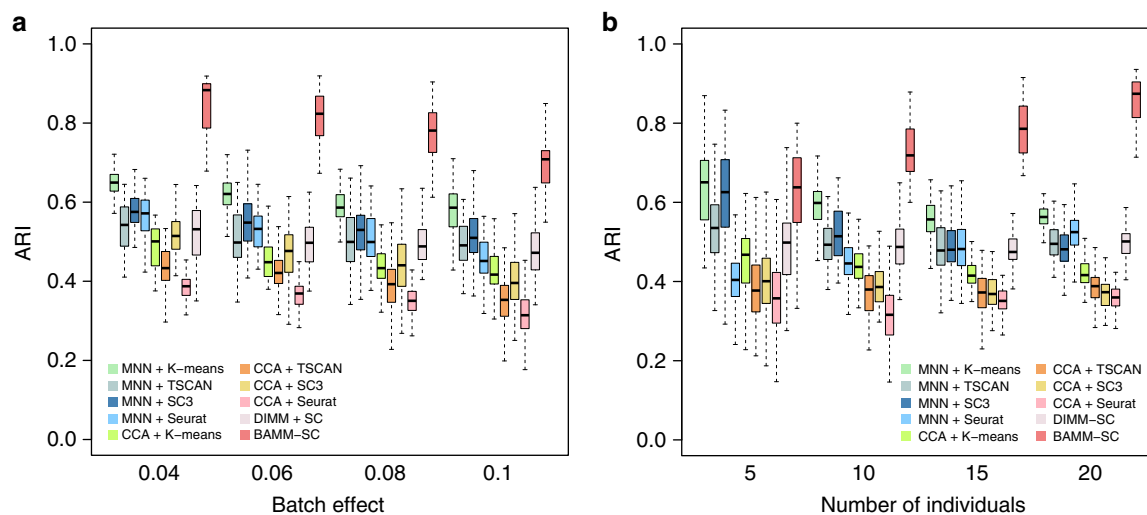 a
ARI
1.0
0.8
0.6
0.4
0.2
0.0
MNN + K−means
MNN + TSCAN
MNN + SC3
MNN + Seurat
CCA + K−means
CCA + TSCAN
CCA + SC3
CCA + Seurat
DIMM + SC
BAMM−SC
0.04 0.06 0.08 0.1
Batch effect
b
ARI
1.0
0.8
0.6
0.4
0.2
0.0
MNN + K−means
MNN + TSCAN
MNN + SC3
MNN + Seurat
CCA + K−means
CCA + TSCAN
CCA + SC3
CCA + Seurat
DIMM−SC
BAMM−SC
5 10 15 20
Number of individuals